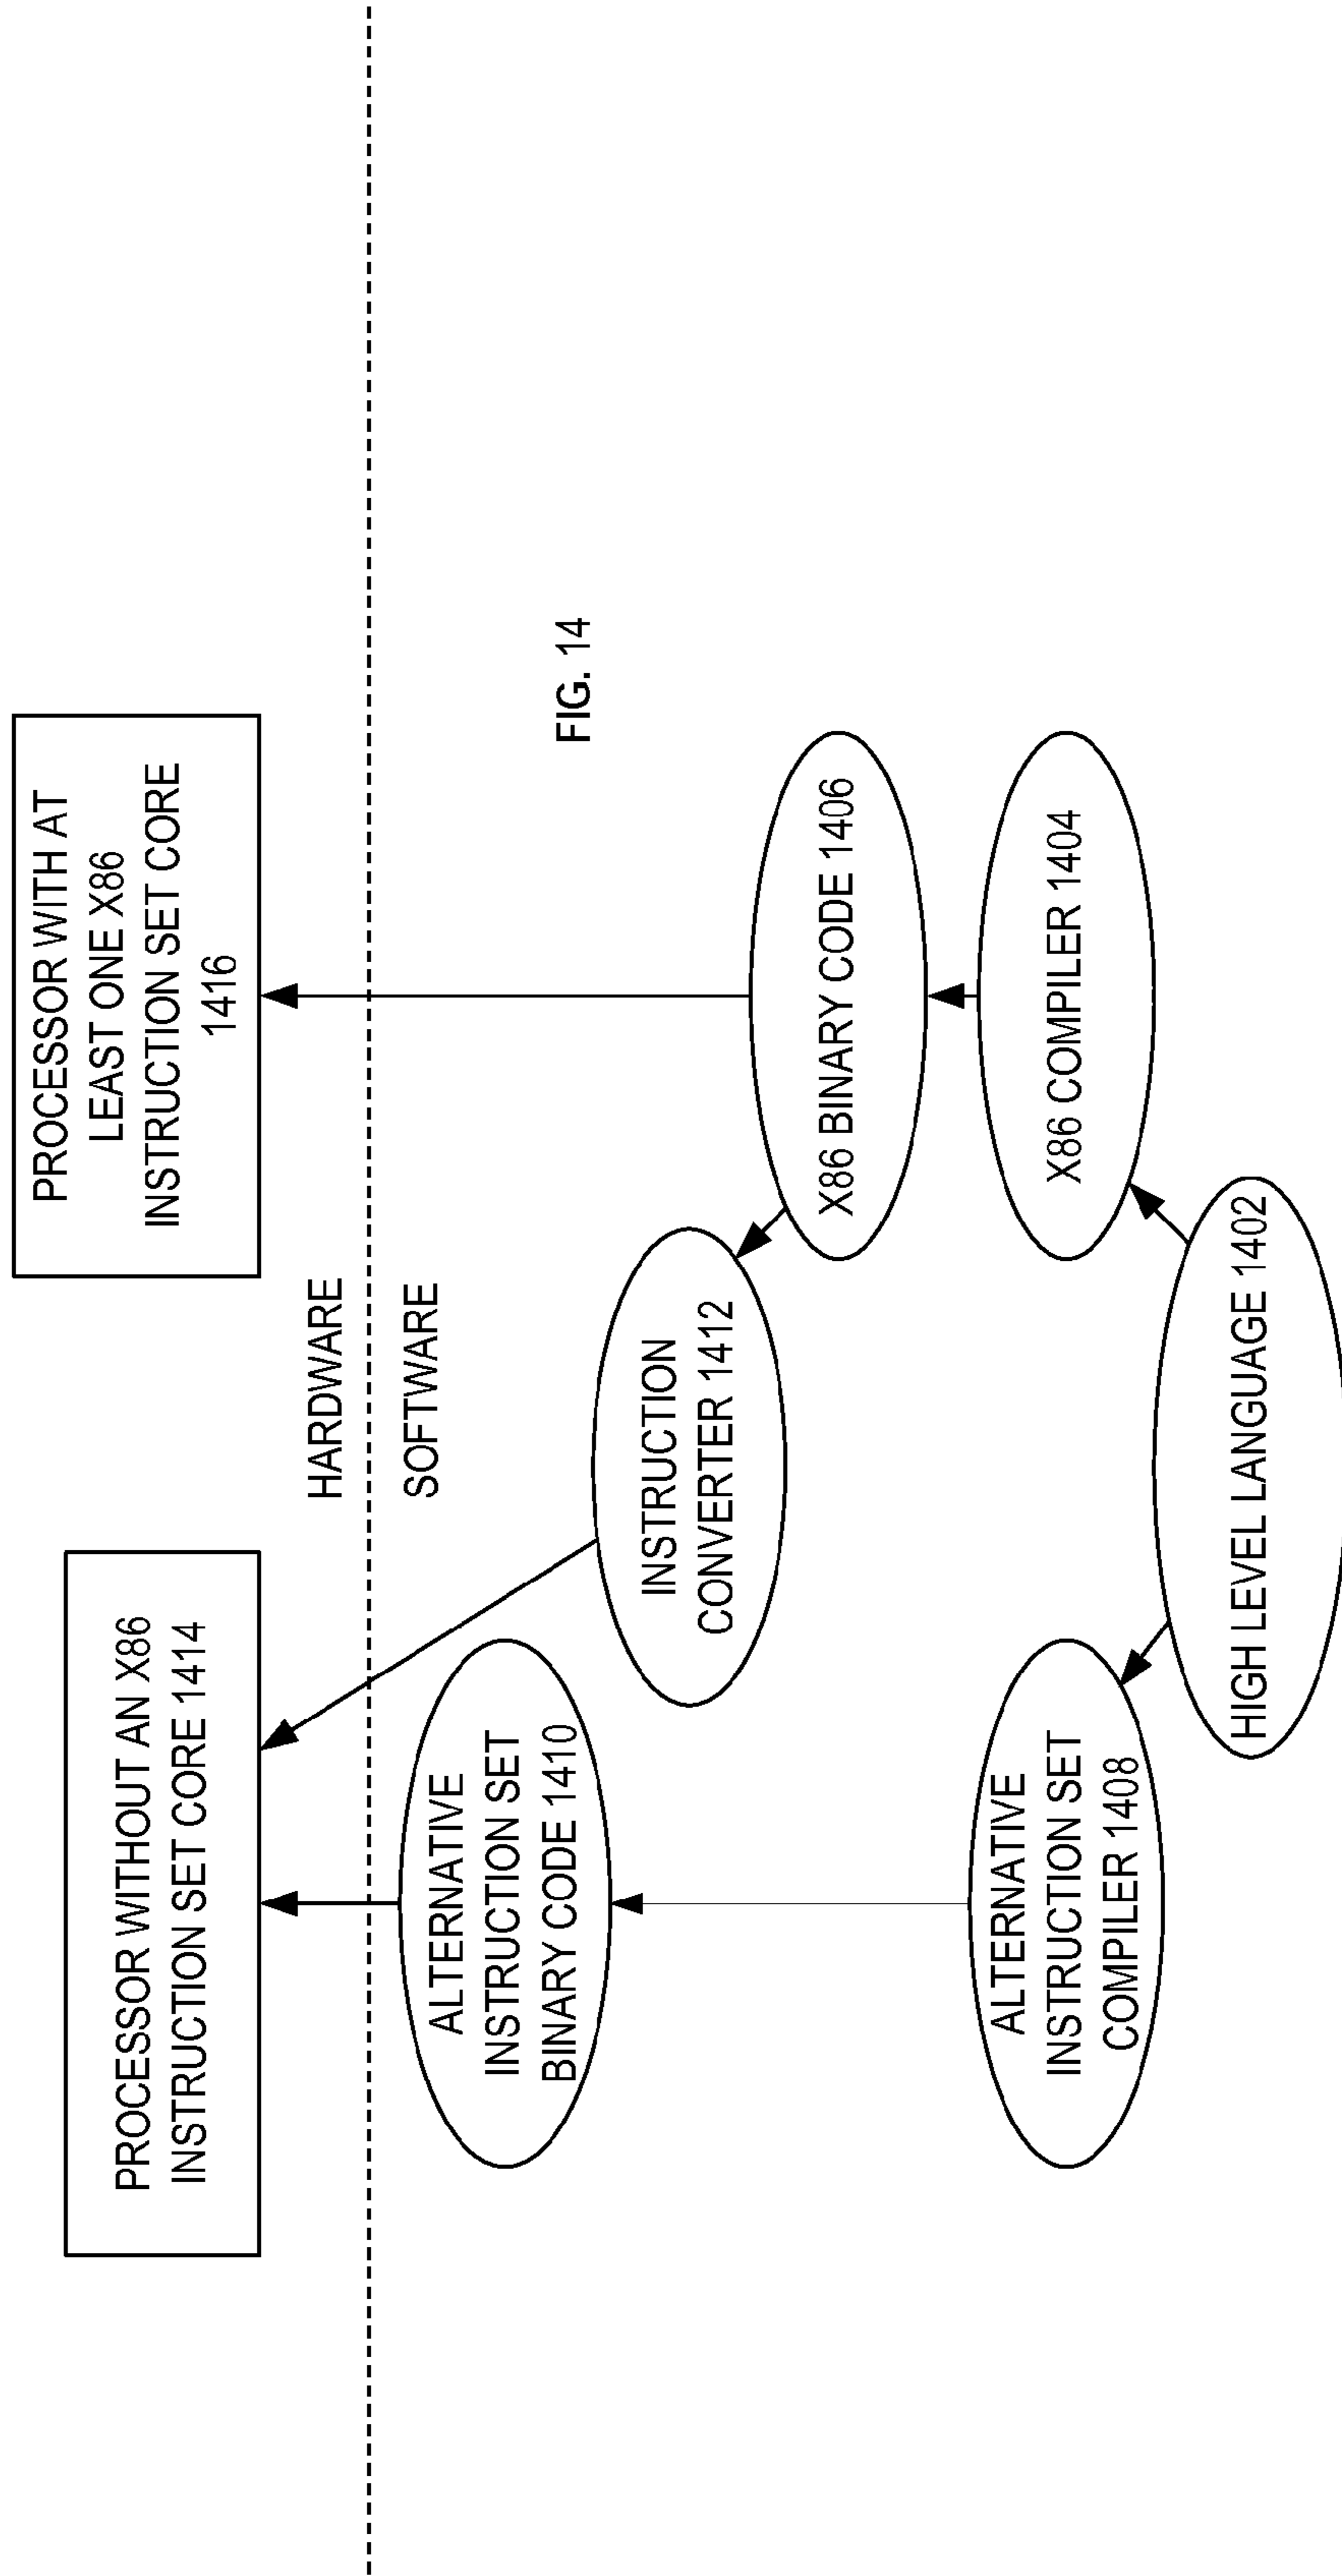 PROCESSOR WITHOUT AN X86
INSTRUCTION SET CORE 1414
PROCESSOR WITH AT
LEAST ONE X86
INSTRUCTION SET CORE
1416
HARDWARE
SOFTWARE
ALTERNATIVE
INSTRUCTION SET
BINARY CODE 1410
INSTRUCTION
CONVERTER 1412
FIG. 14
X86 BINARY CODE 1406
ALTERNATIVE
INSTRUCTION SET
COMPILER 1408
X86 COMPILER 1404
HIGH LEVEL LANGUAGE 1402